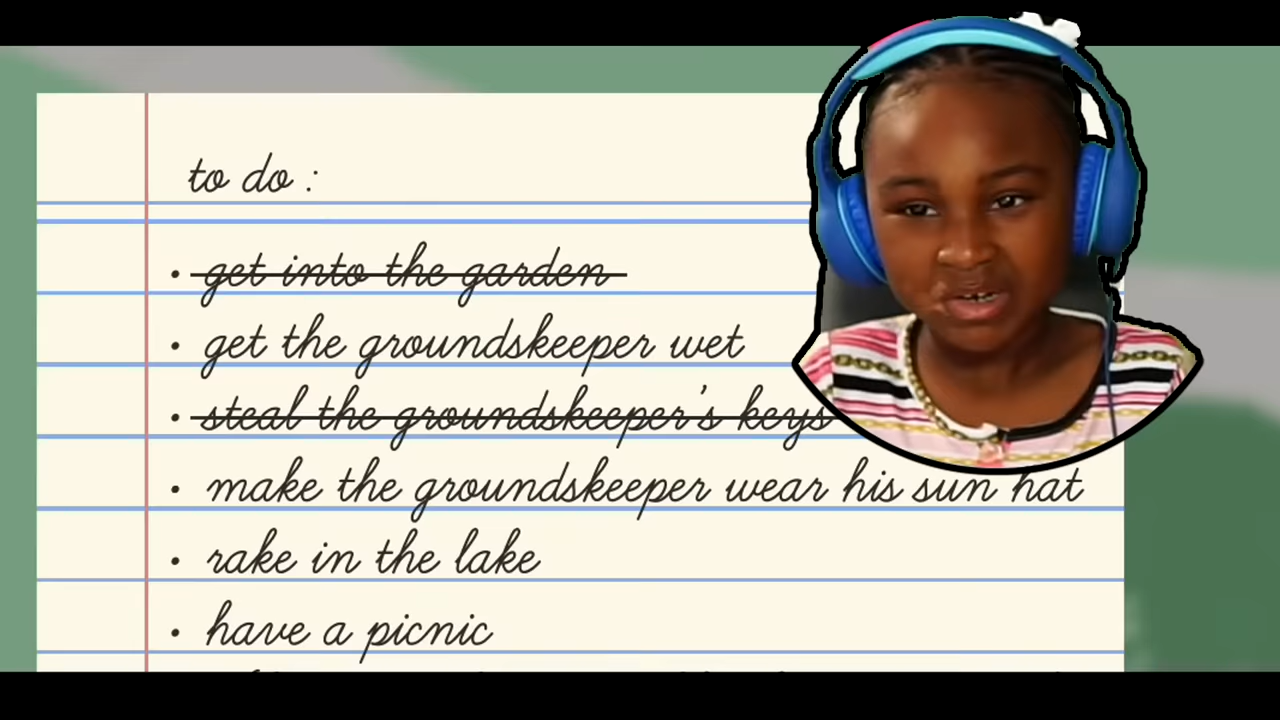 to do :
• get into the garden
• get the groundskeeper wet
• steal the groundskeeper's keys
• make the groundskeeper wear his sun hat
• rake in the lake
• have a picnic